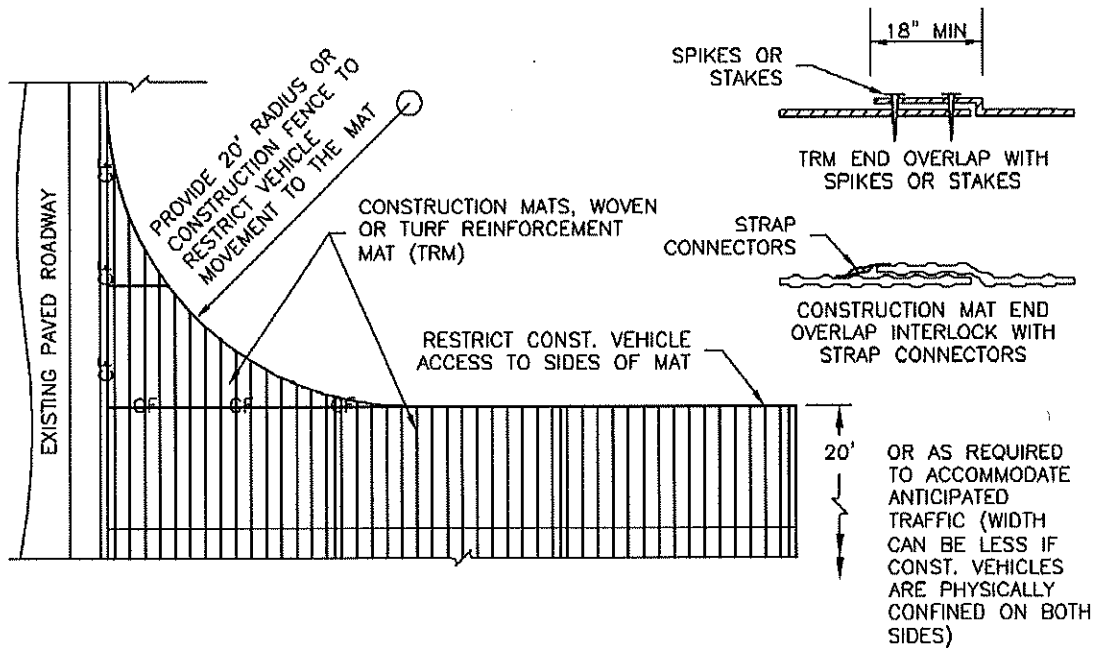 PROVIDE 20' RADIUS OR
CONSTRUCTION FENCE TO
RESTRICT VEHICLE
MOVEMENT TO THE MAT
EXISTING PAVED ROADWAY
CF
CF
CF
CF
CF
CF
CONSTRUCTION MATS, WOVEN
OR TURF REINFORCEMENT
MAT (TRM)
RESTRICT CONST. VEHICLE
ACCESS TO SIDES OF MAT
18" MIN
SPIKES OR
STAKES
TRM END OVERLAP WITH
SPIKES OR STAKES
STRAP
CONNECTORS
CONSTRUCTION MAT END
OVERLAP INTERLOCK WITH
STRAP CONNECTORS
20'
OR AS REQUIRED
TO ACCOMMODATE
ANTICIPATED
TRAFFIC (WIDTH
CAN BE LESS IF
CONST. VEHICLES
ARE PHYSICALLY
CONFINED ON BOTH
SIDES)